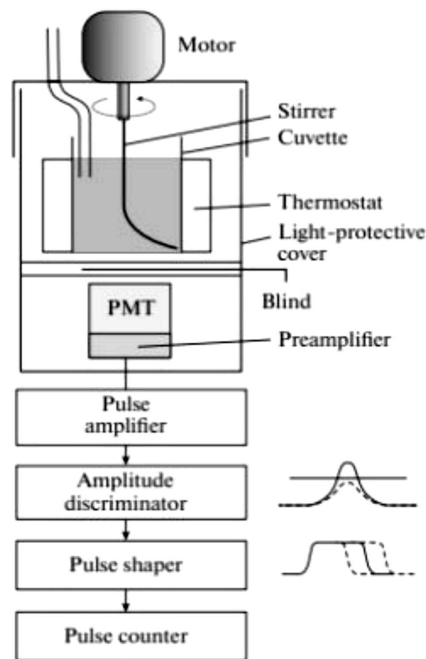 Motor
Stirrer
Cuvette
Thermostat
Light-protective
cover
Blind
PMT
Preamplifier
Pulse
amplifier
Amplitude
discriminator
Pulse shaper
Pulse counter